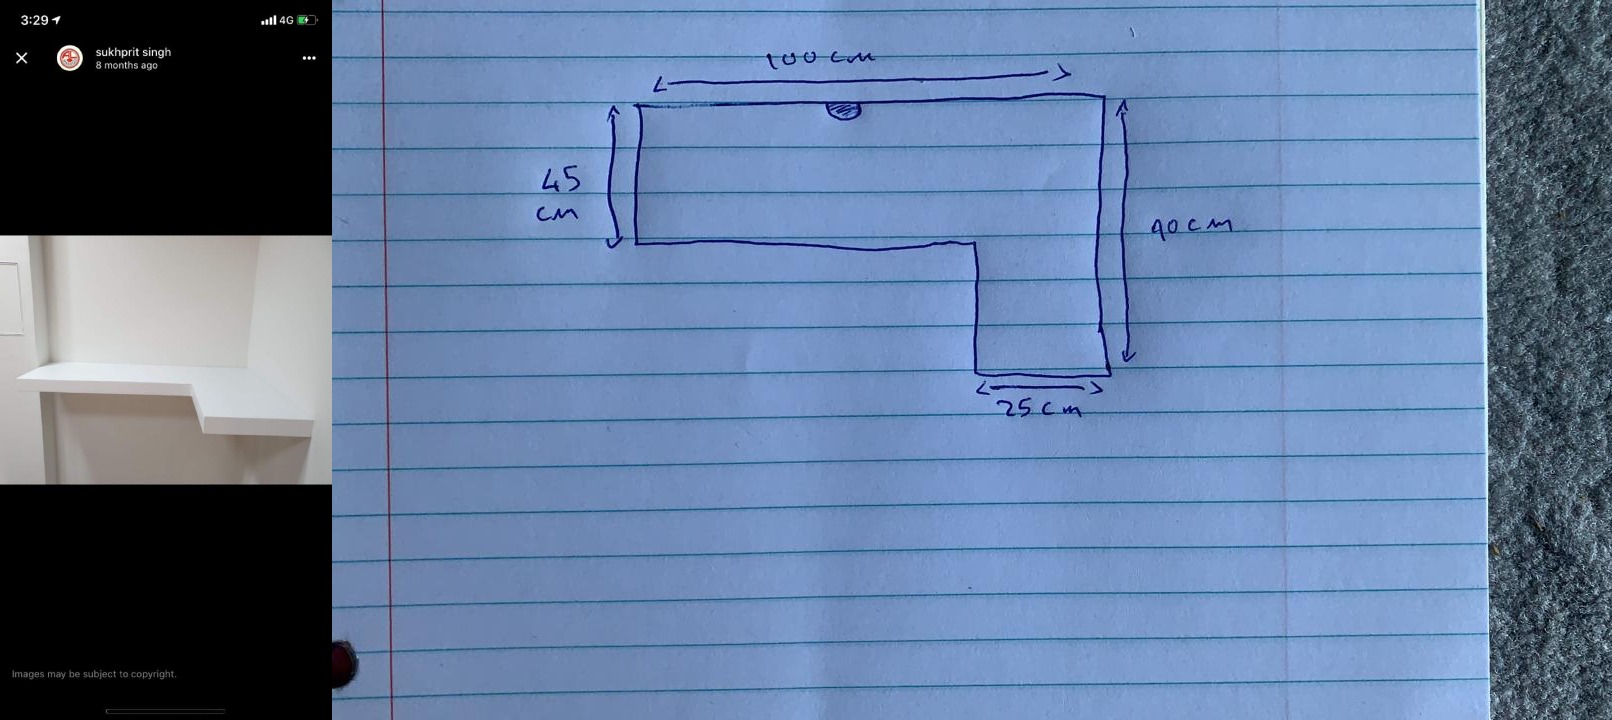 3:29
4G
sukhprit singh
8 months ago
Images may be subject to copyright.
100 cm
45
cm
90 cm
25 cm